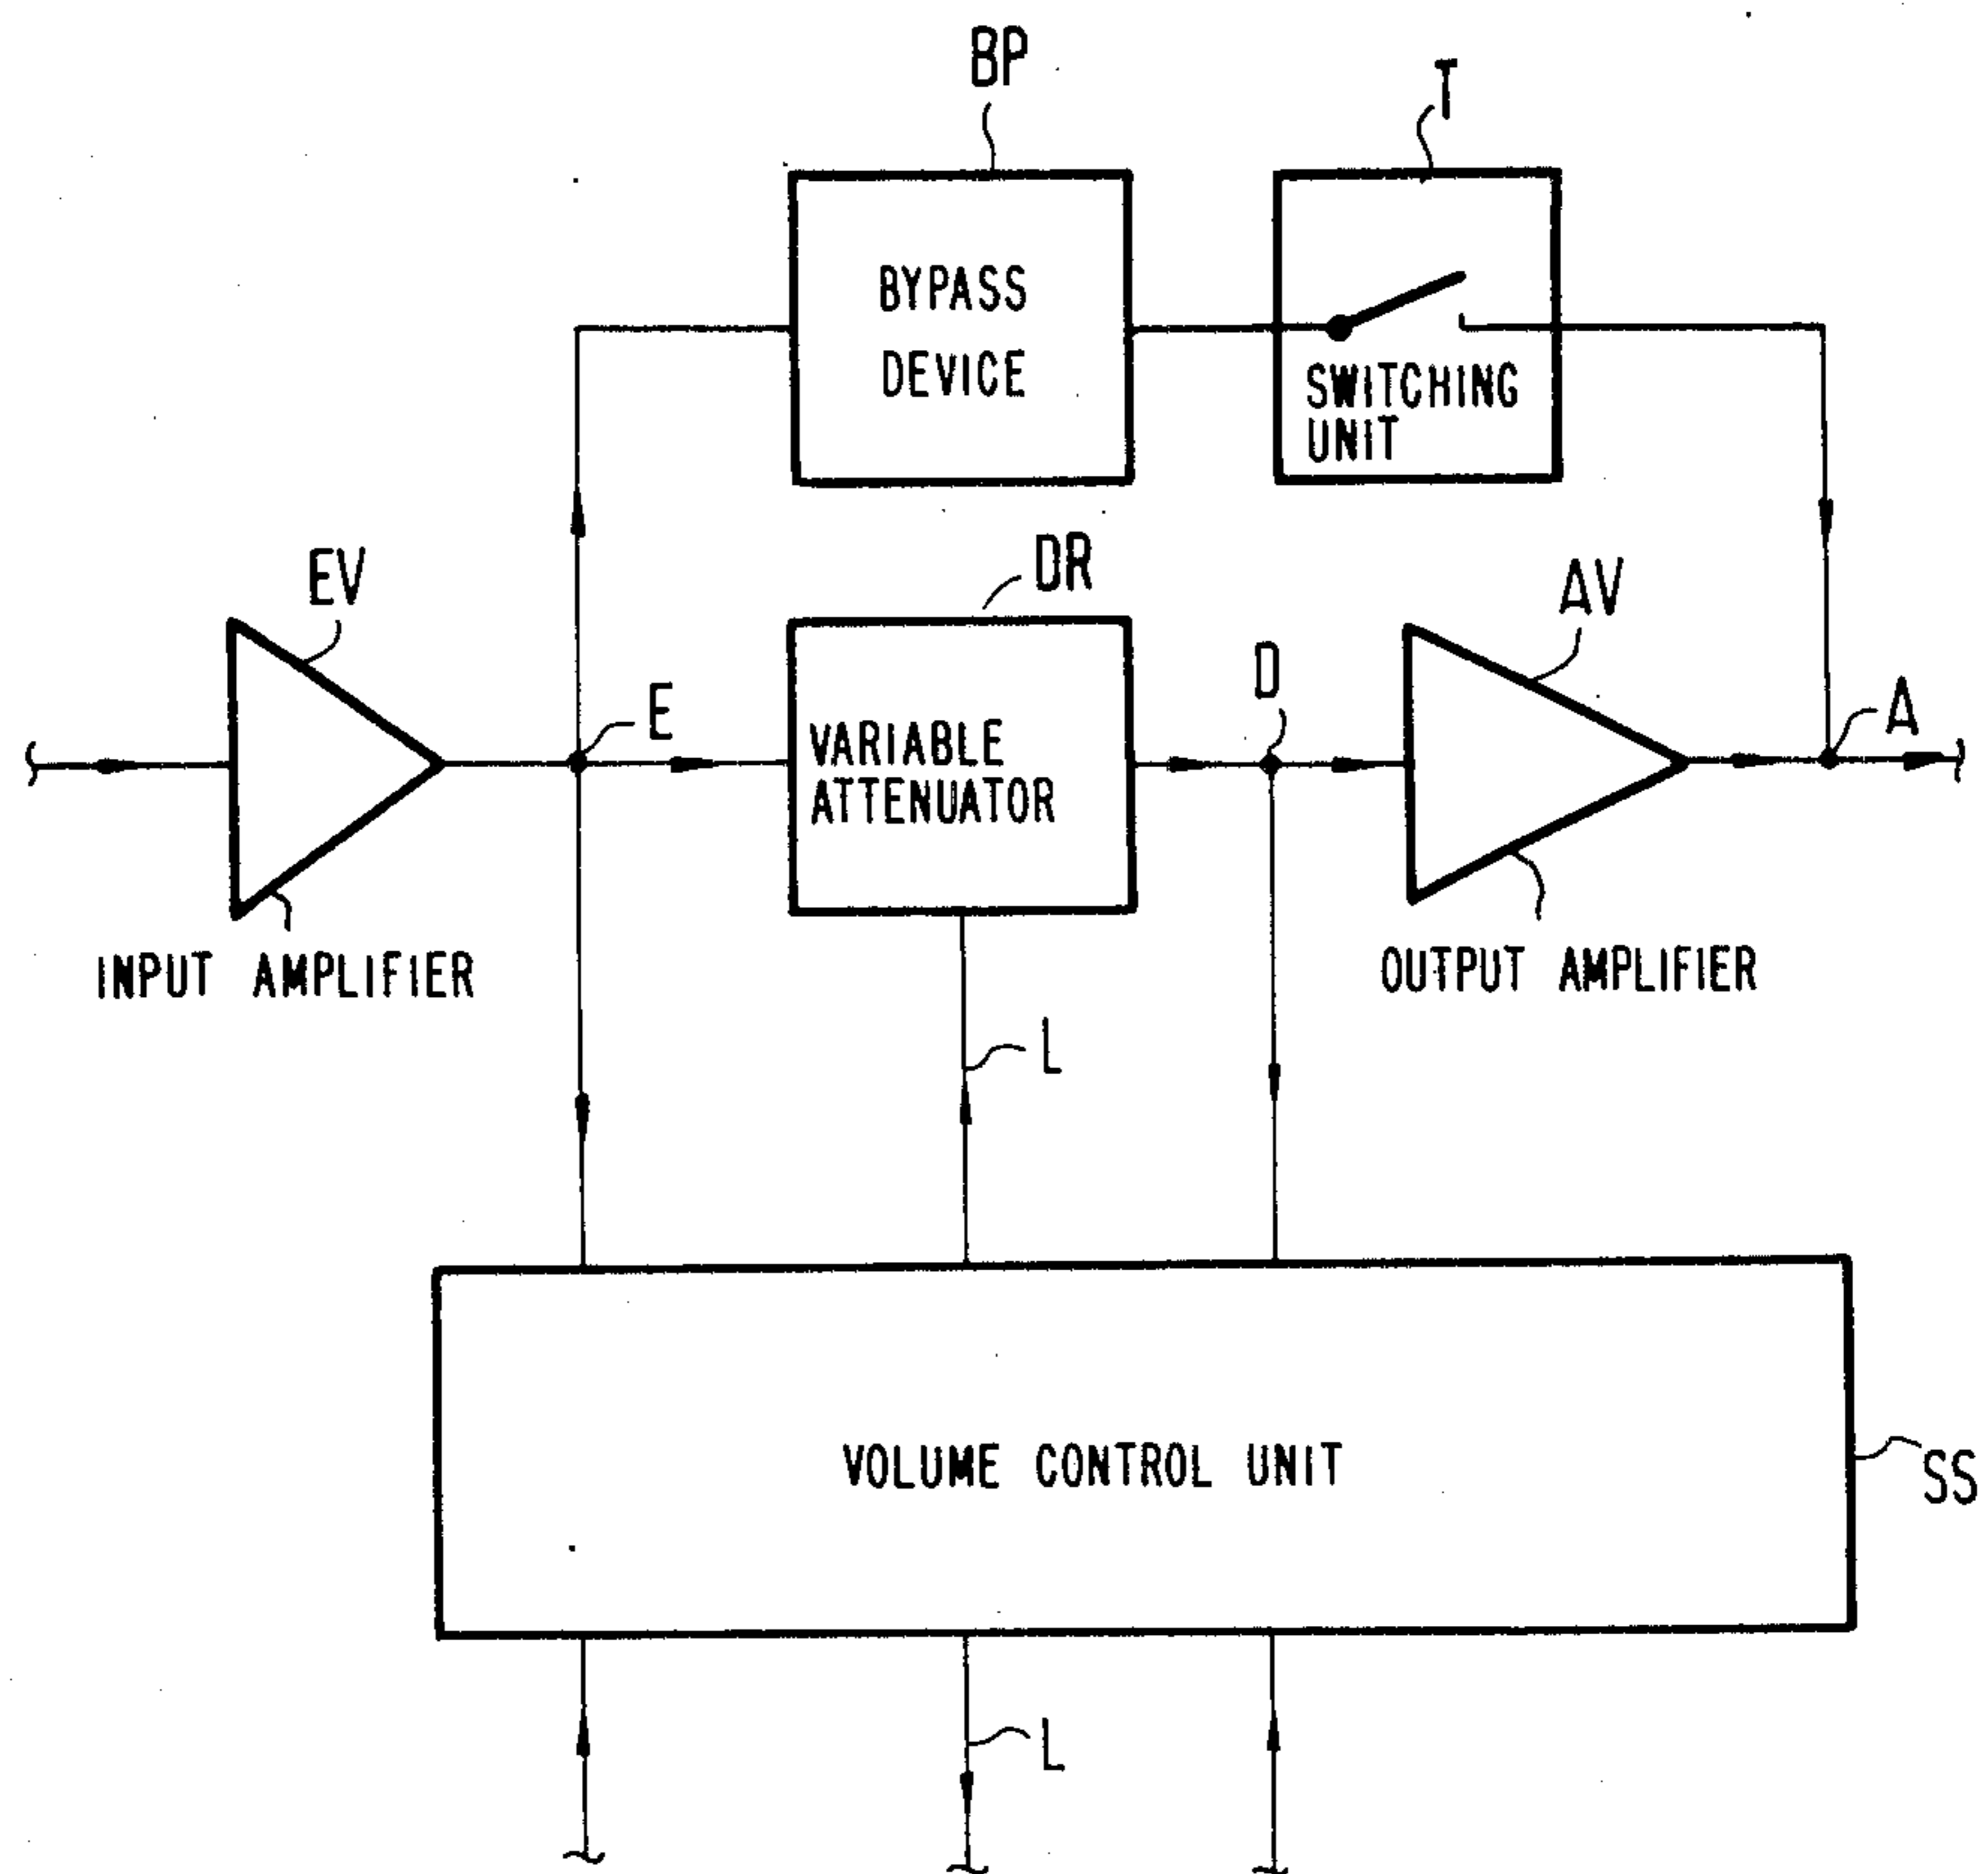 BP
T
BYPASS
DEVICE
SWITCHING
UNIT
EV
DR
AV
E
D
A
VARIABLE
ATTENUATOR
INPUT AMPLIFIER
OUTPUT AMPLIFIER
L
VOLUME CONTROL UNIT
SS
L